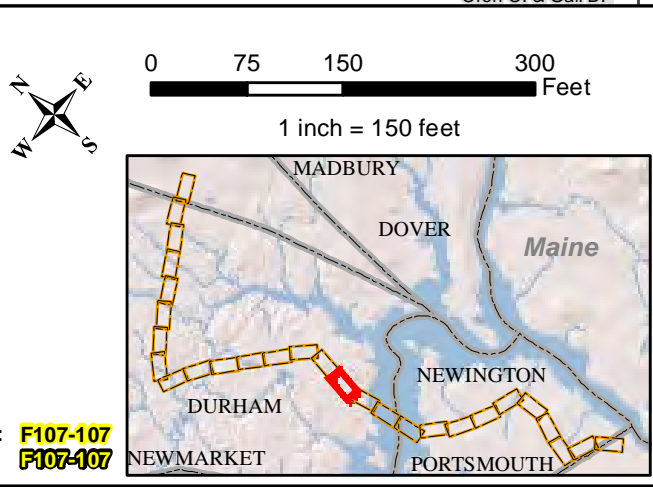 0 75 150 300
Feet
1 inch = 150 feet
N E
W S
MADBURY
DOVER
Maine
NEWINGTON
DURHAM
: F107-107
F107-107
NEWMARKET
PORTSMOUTH